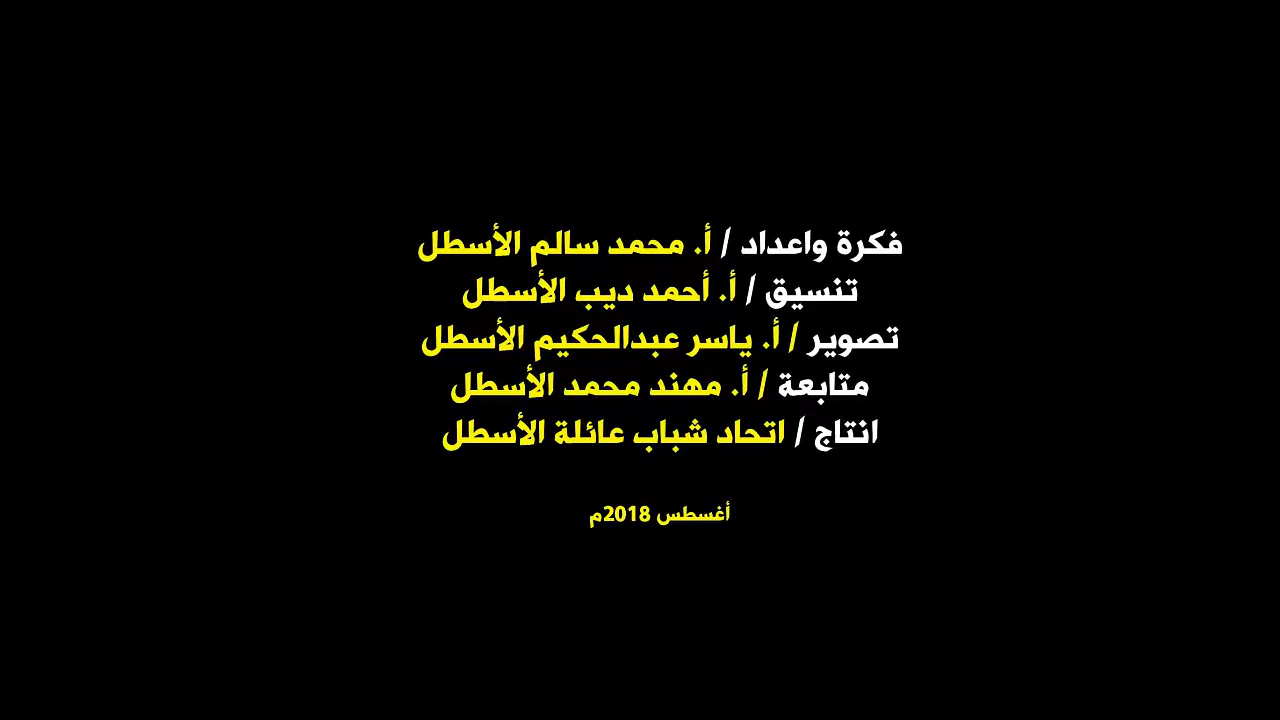 فكرة واعداد / أ. محمد سالم الأسطل
تنسيق / أ. أحمد ديب الأسطل
تصوير / أ. ياسر عبدالحكيم الأسطل
متابعة / أ. مهند محمد الأسطل
انتاج / اتحاد شباب عائلة الأسطل
أغسطس 2018م